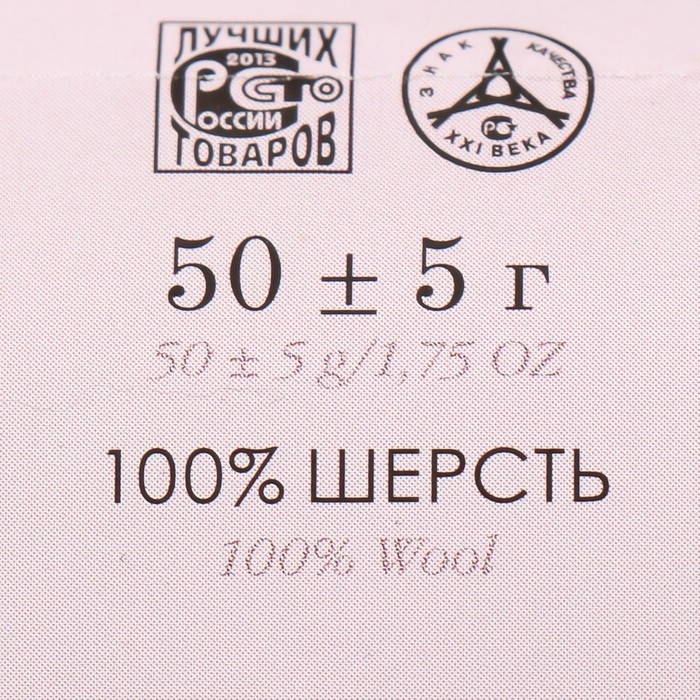 ЛУЧШИХ
2013
СТО
РОССИИ
ТОВАРОВ
ЗНАК КАЧЕСТВА
XXI ВЕКА
50 ± 5 г
50 ± 5 g/1,75 OZ
100% ШЕРСТЬ
100% Wool